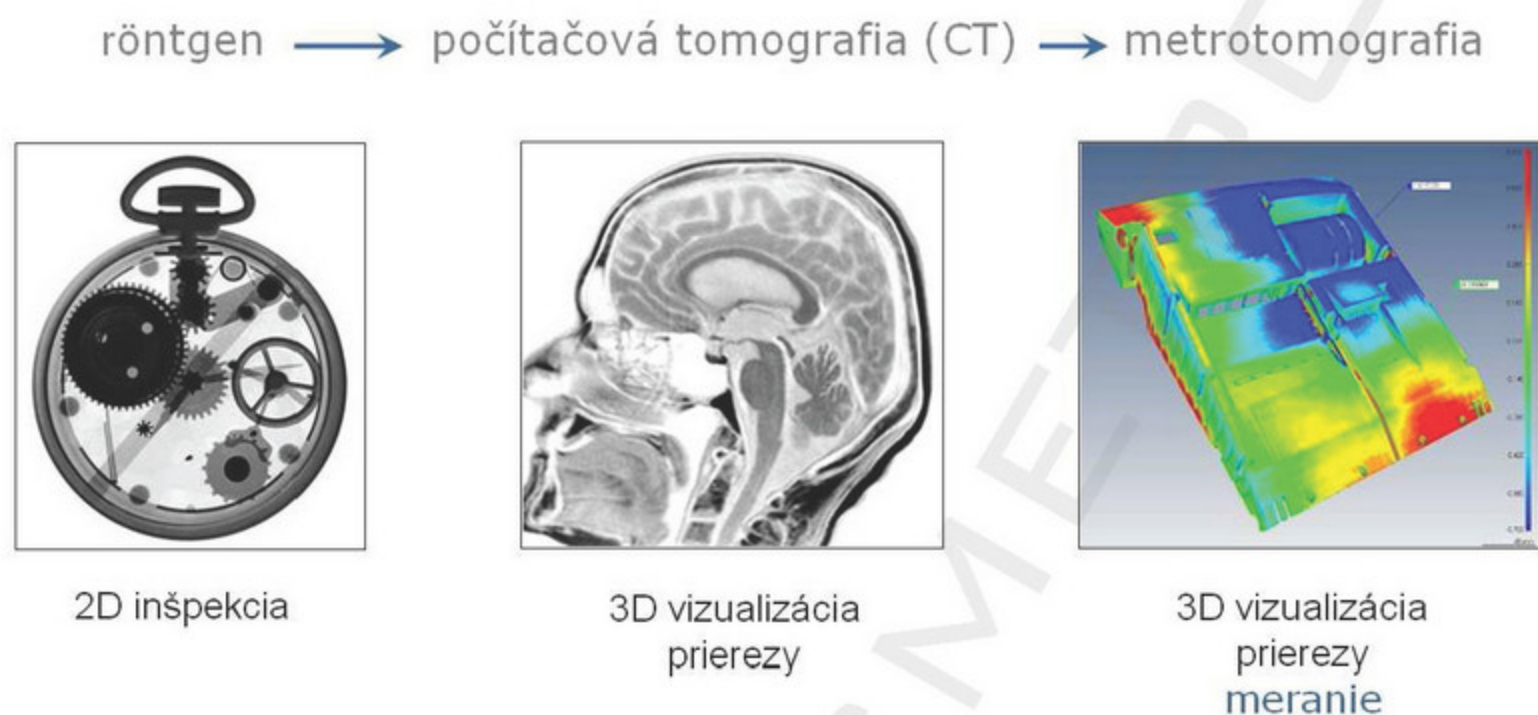 röntgen → počítačová tomografia (CT) → metrotomografia
2D inšpekcia
3D vizualizácia
prierezy
3D vizualizácia
prierezy
meranie